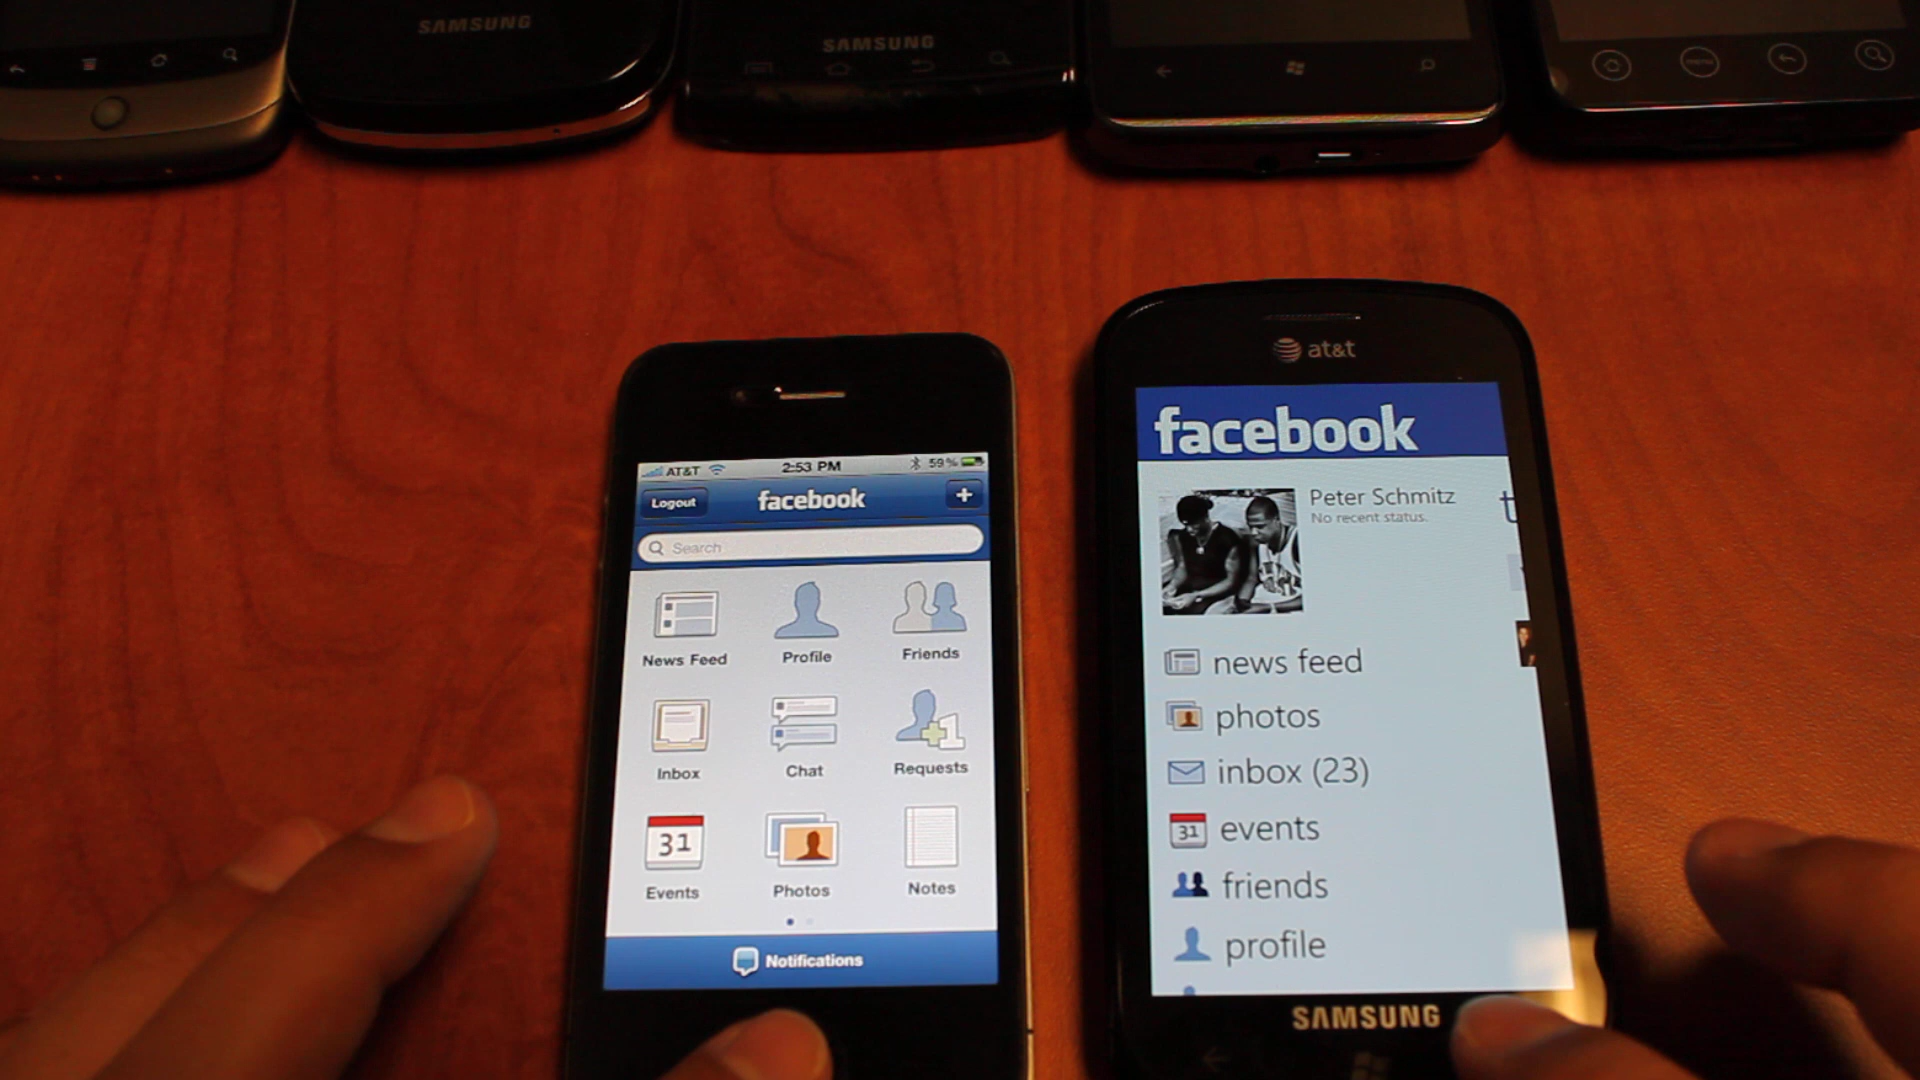 SAMSUNG
SAMSUNG
menu
at&t
AT&T 2:53 PM 59%
Logout facebook +
Search
News Feed Profile Friends
Inbox Chat Requests
1
31
Events Photos Notes
Notifications
facebook
Peter Schmitz
No recent status.
t
news feed
photos
inbox (23)
31 events
friends
profile
SAMSUNG